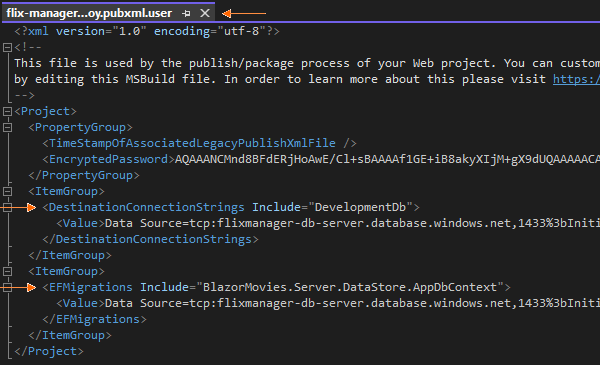 flix-manager...oy.pubxml.user
<?xml version="1.0" encoding="utf-8"?>
<!--
This file is used by the publish/package process of your Web project. You can custom
by editing this MSBuild file. In order to learn more about this please visit https:/
-->
<Project>
<PropertyGroup>
<TimeStampOfAssociatedLegacyPublishXmlFile />
<EncryptedPassword>AQAAANCMnd8BFdERjHoAwE/Cl+sBAAAAf1GE+iB8akyXIjM+gX9dUQAAAAACA
</PropertyGroup>
<ItemGroup>
<DestinationConnectionStrings Include="DevelopmentDb">
<Value>Data Source=tcp:flixmanager-db-server.database.windows.net,1433%3bIniti
</DestinationConnectionStrings>
</ItemGroup>
<ItemGroup>
<EFMigrations Include="BlazorMovies.Server.DataStore.AppDbContext">
<Value>Data Source=tcp:flixmanager-db-server.database.windows.net,1433%3bIniti
</EFMigrations>
</ItemGroup>
</Project>